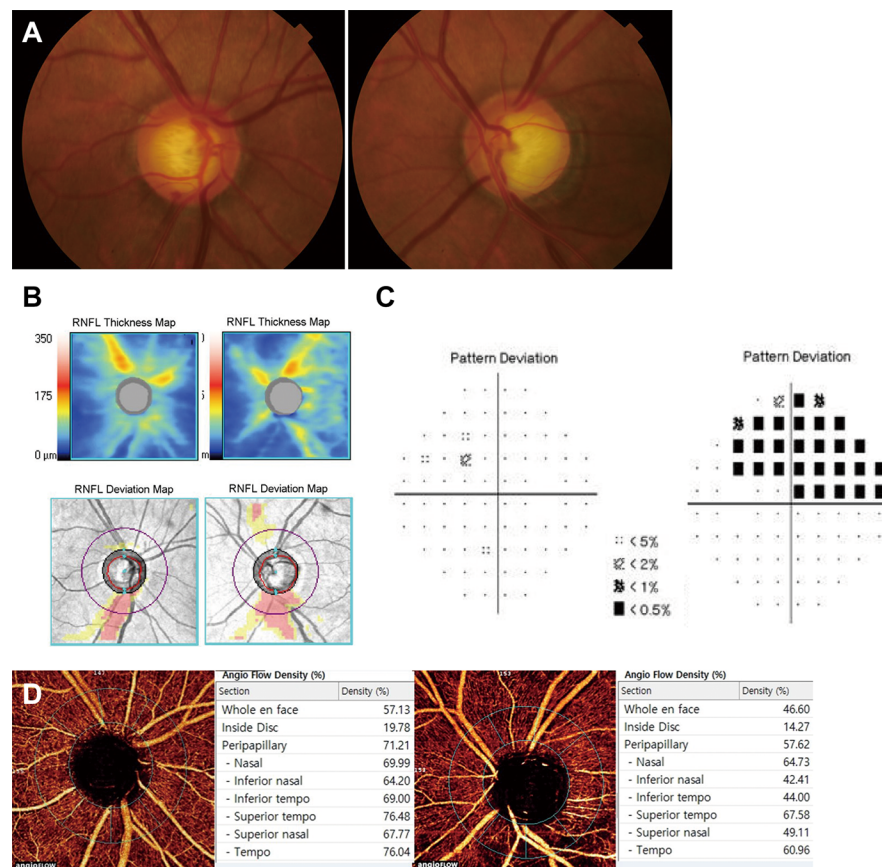 A
B
C
RNFL Thickness Map
RNFL Thickness Map
350
175
0 μm
RNFL Deviation Map
RNFL Deviation Map
Pattern Deviation
Pattern Deviation
< 5%
< 2%
< 1%
< 0.5%
D
Angio Flow Density (%)
Section Density (%)
Whole en face 57.13
Inside Disc 19.78
Peripapillary 71.21
- Nasal 69.99
- Inferior nasal 64.20
- Inferior tempo 69.00
- Superior tempo 76.48
- Superior nasal 67.77
- Tempo 76.04
angioFLOW
153
Angio Flow Density (%)
Section Density (%)
Whole en face 46.60
Inside Disc 14.27
Peripapillary 57.62
- Nasal 64.73
- Inferior nasal 42.41
- Inferior tempo 44.00
- Superior tempo 67.58
- Superior nasal 49.11
- Tempo 60.96
angioFLOW